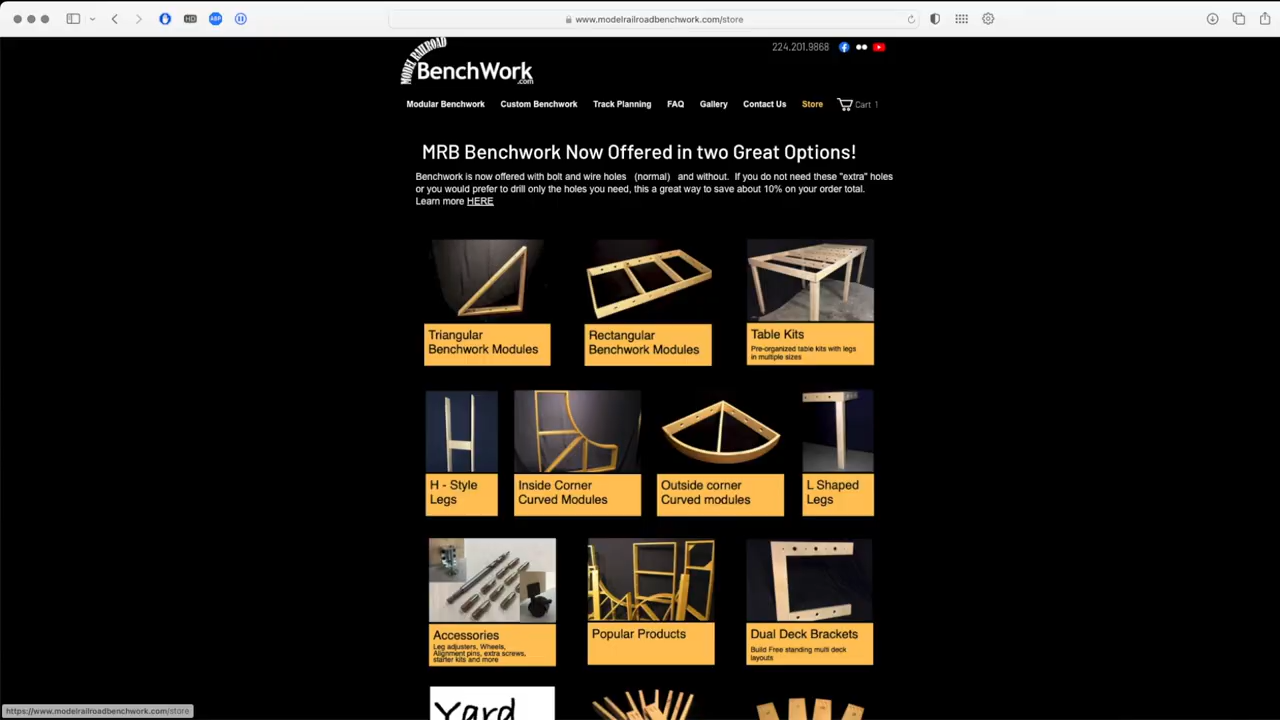 HD
ABP
www.modelrailroadbenchwork.com/store
MODEL RAILROAD
BenchWork
.com
224.201.9868
Modular Benchwork
Custom Benchwork
Track Planning
FAQ
Gallery
Contact Us
Store
Cart 1
MRB Benchwork Now Offered in two Great Options!
Benchwork is now offered with bolt and wire holes (normal) and without. If you do not need these "extra" holes
or you would prefer to drill only the holes you need, this a great way to save about 10% on your order total.
Learn more HERE
Triangular
Benchwork Modules
Rectangular
Benchwork Modules
Table Kits
Pre-organized table kits with legs
in multiple sizes
H - Style
Legs
Inside Corner
Curved Modules
Outside corner
Curved modules
L Shaped
Legs
Accessories
Leg adjusters, Wheels,
Alignment pins, extra screws,
starter kits and more
Popular Products
Dual Deck Brackets
Build Free standing multi deck
layouts
Yard
https://www.modelrailroadbenchwork.com/store